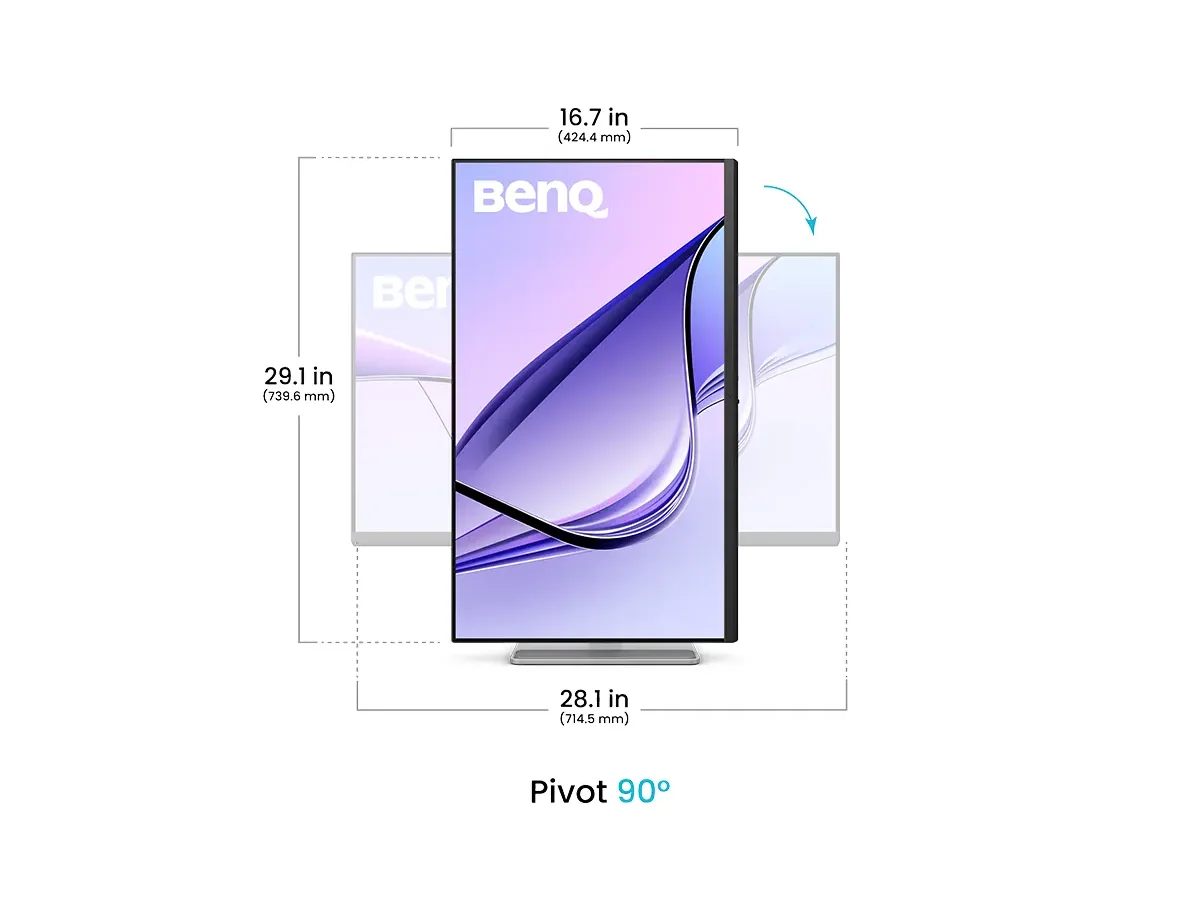 16.7 in
(424.4 mm)
BenQ
BenQ
29.1 in
(739.6 mm)
28.1 in
(714.5 mm)
Pivot 90°